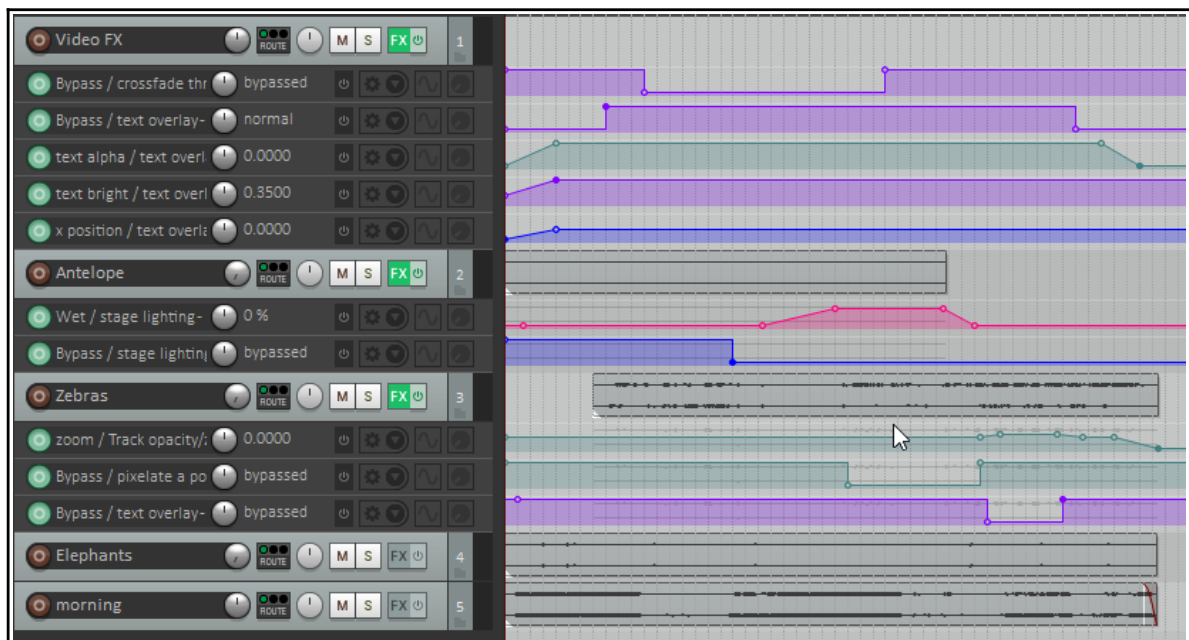 Video FX ROUTE M S FX 1
Bypass / crossfade thr bypassed
Bypass / text overlay- normal
text alpha / text overl 0.0000
text bright / text overl 0.3500
x position / text overla 0.0000
Antelope ROUTE M S FX 2
Wet / stage lighting- 0 %
Bypass / stage lighting bypassed
Zebras ROUTE M S FX 3
zoom / Track opacity/z 0.0000
Bypass / pixelate a po bypassed
Bypass / text overlay- bypassed
Elephants ROUTE M S FX 4
morning ROUTE M S FX 5